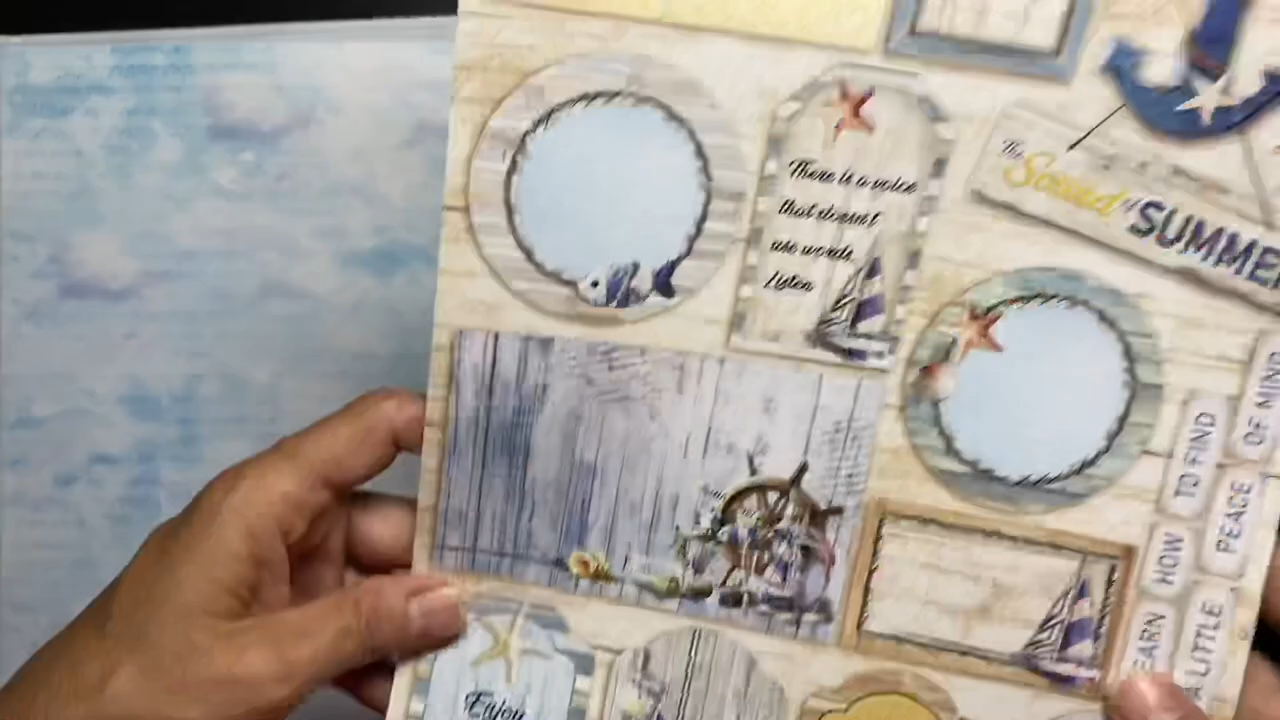 There is a voice
that doesn't
use words.
Listen
The Sound of SUMMER
OF MIND
TO FIND
PEACE
HOW
EARN
A LITTLE
Enjoy